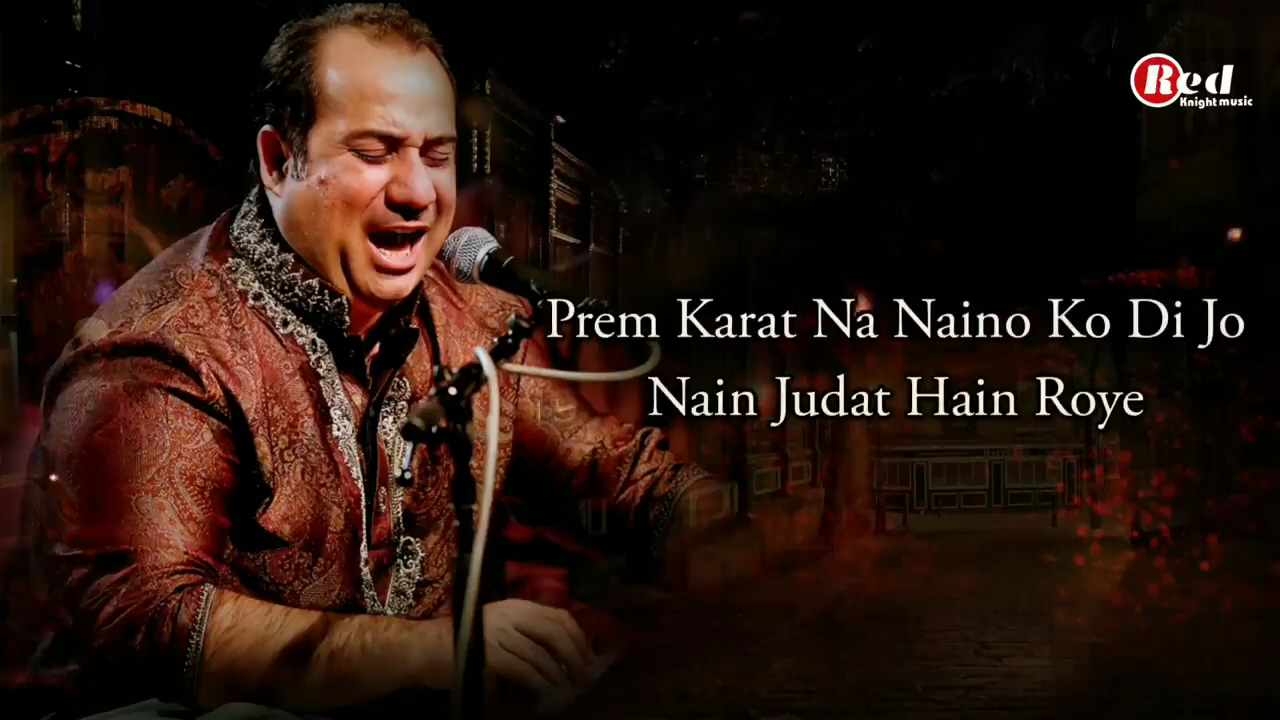 Red
Knight music
Prem Karat Na Naino Ko Di Jo
Nain Judat Hain Roye